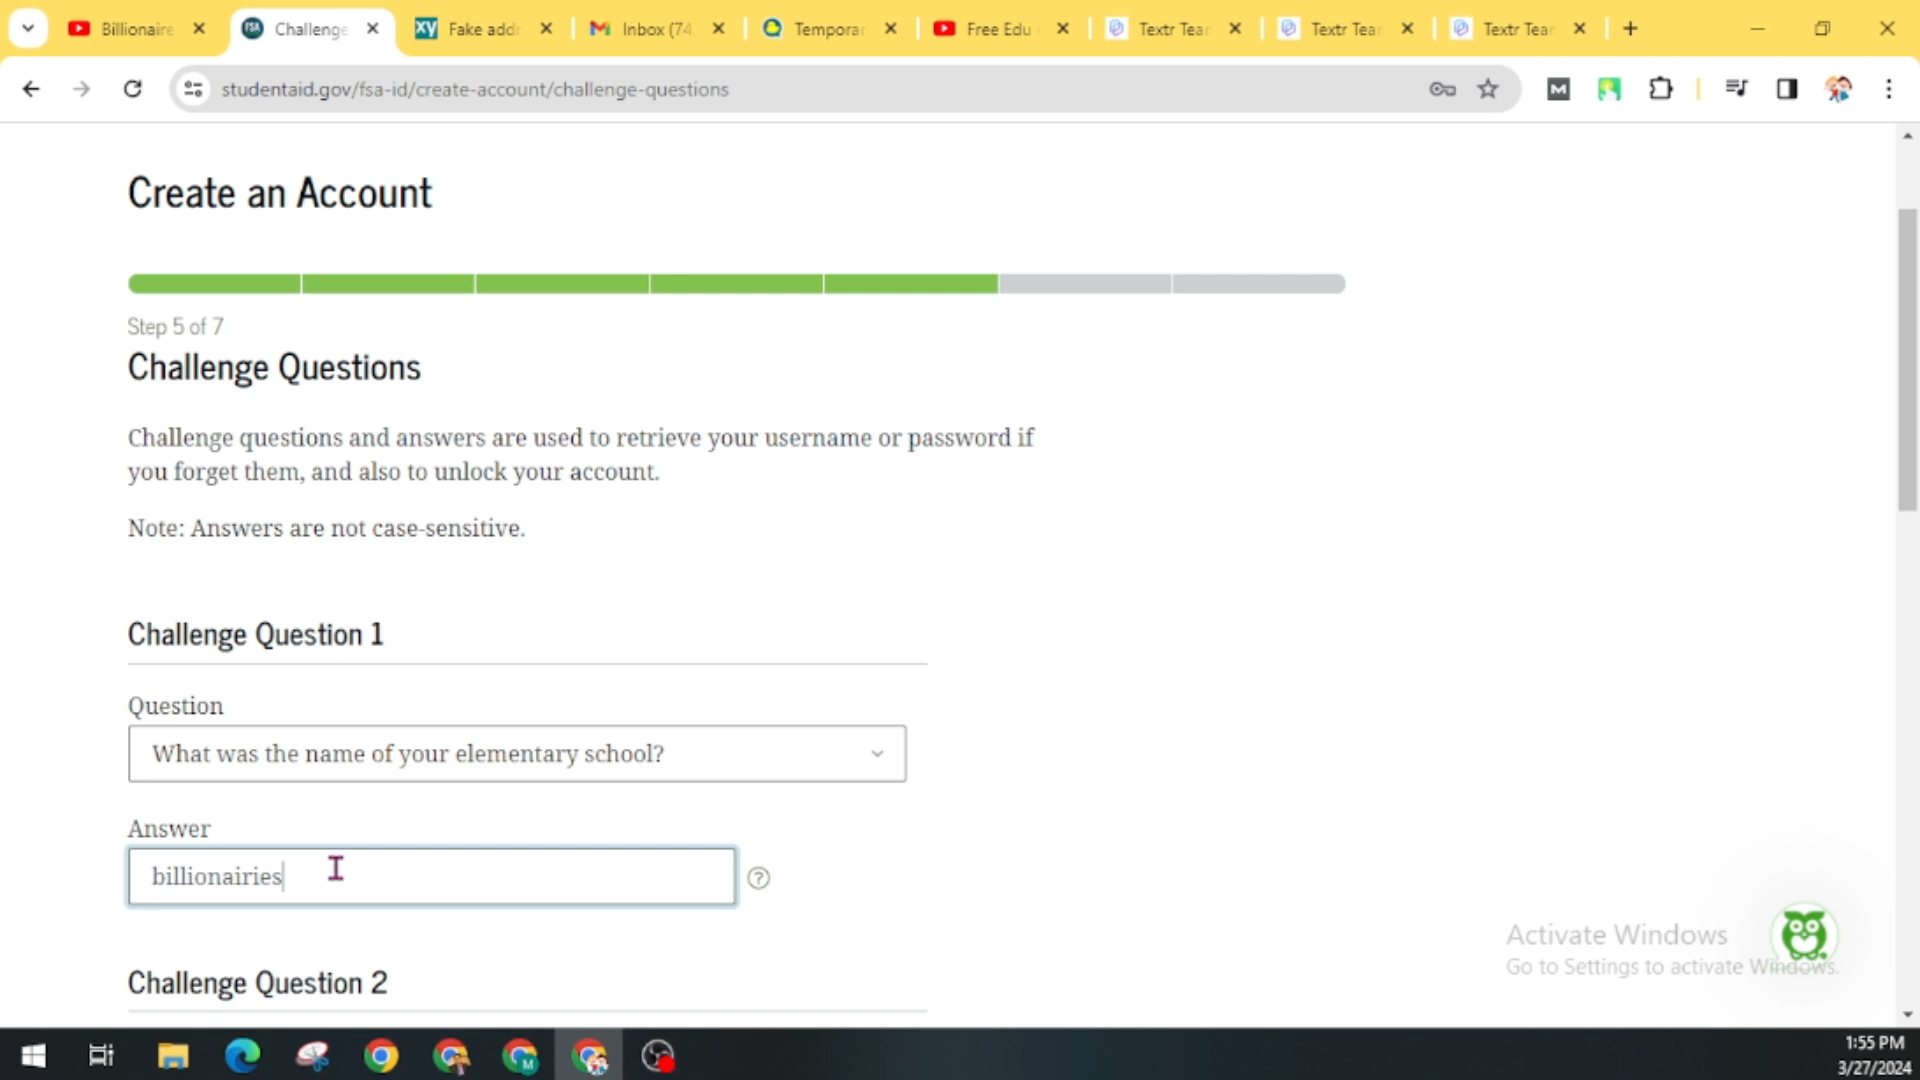 Billionaire
Challenge
Fake addr
Inbox (74
Temporar
Free Edu
Textr Tear
Textr Tear
Textr Tear
studentaid.gov/fsa-id/create-account/challenge-questions
Create an Account
Step 5 of 7
Challenge Questions
Challenge questions and answers are used to retrieve your username or password if
you forget them, and also to unlock your account.
Note: Answers are not case-sensitive.
Challenge Question 1
Question
What was the name of your elementary school?
Answer
billionairies
Challenge Question 2
Activate Windows
Go to Settings to activate Windows.
1:55 PM
3/27/2024